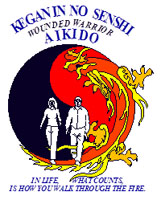 KEGANIN NO SENSHI
WOUNDED WARRIOR
AIKIDO
IN LIFE, WHAT COUNTS,
IS HOW YOU WALK THROUGH THE FIRE.